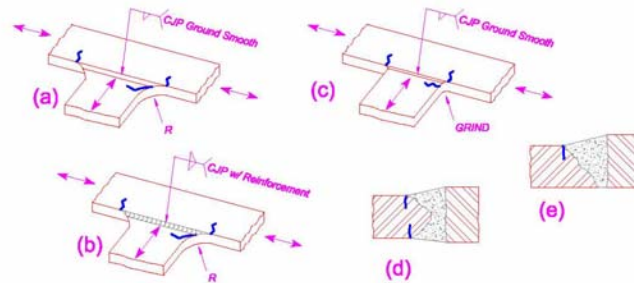 CJP Ground Smooth
(a)
R
CJP Ground Smooth
(c)
GRIND
CJP w/ Reinforcement
(b)
R
(d)
(e)